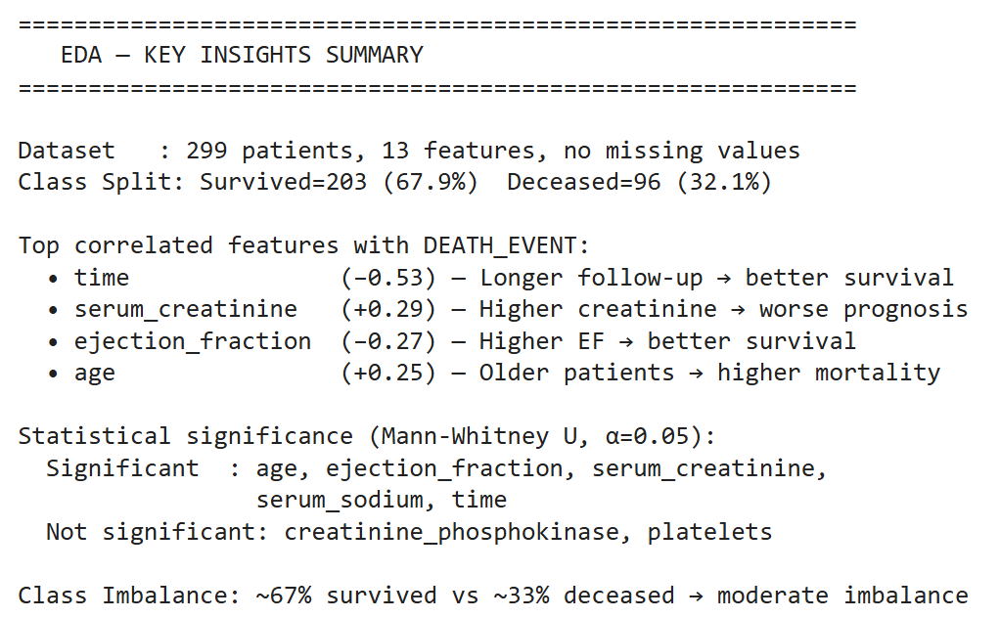 ============================================================
EDA — KEY INSIGHTS SUMMARY
============================================================
Dataset   : 299 patients, 13 features, no missing values
Class Split: Survived=203 (67.9%)  Deceased=96 (32.1%)
Top correlated features with DEATH_EVENT:
• time               (−0.53) — Longer follow-up → better survival
• serum_creatinine   (+0.29) — Higher creatinine → worse prognosis
• ejection_fraction  (−0.27) — Higher EF → better survival
• age                (+0.25) — Older patients → higher mortality
Statistical significance (Mann-Whitney U, α=0.05):
Significant  : age, ejection_fraction, serum_creatinine,
serum_sodium, time
Not significant: creatinine_phosphokinase, platelets
Class Imbalance: ~67% survived vs ~33% deceased → moderate imbalance